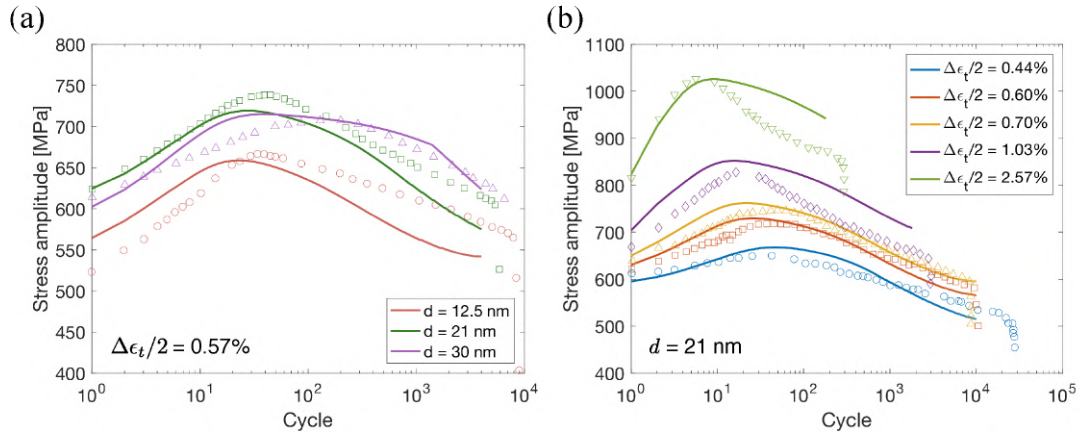 (a)
800
750
700
650
600
550
500
450
400
Stress amplitude [MPa]
10^0
10^1
10^2
10^3
10^4
Cycle
Δϵ_t/2 = 0.57%
d = 12.5 nm
d = 21 nm
d = 30 nm
(b)
1100
1000
900
800
700
600
500
400
Stress amplitude [MPa]
10^0
10^1
10^2
10^3
10^4
10^5
Cycle
d = 21 nm
Δϵ_t/2 = 0.44%
Δϵ_t/2 = 0.60%
Δϵ_t/2 = 0.70%
Δϵ_t/2 = 1.03%
Δϵ_t/2 = 2.57%